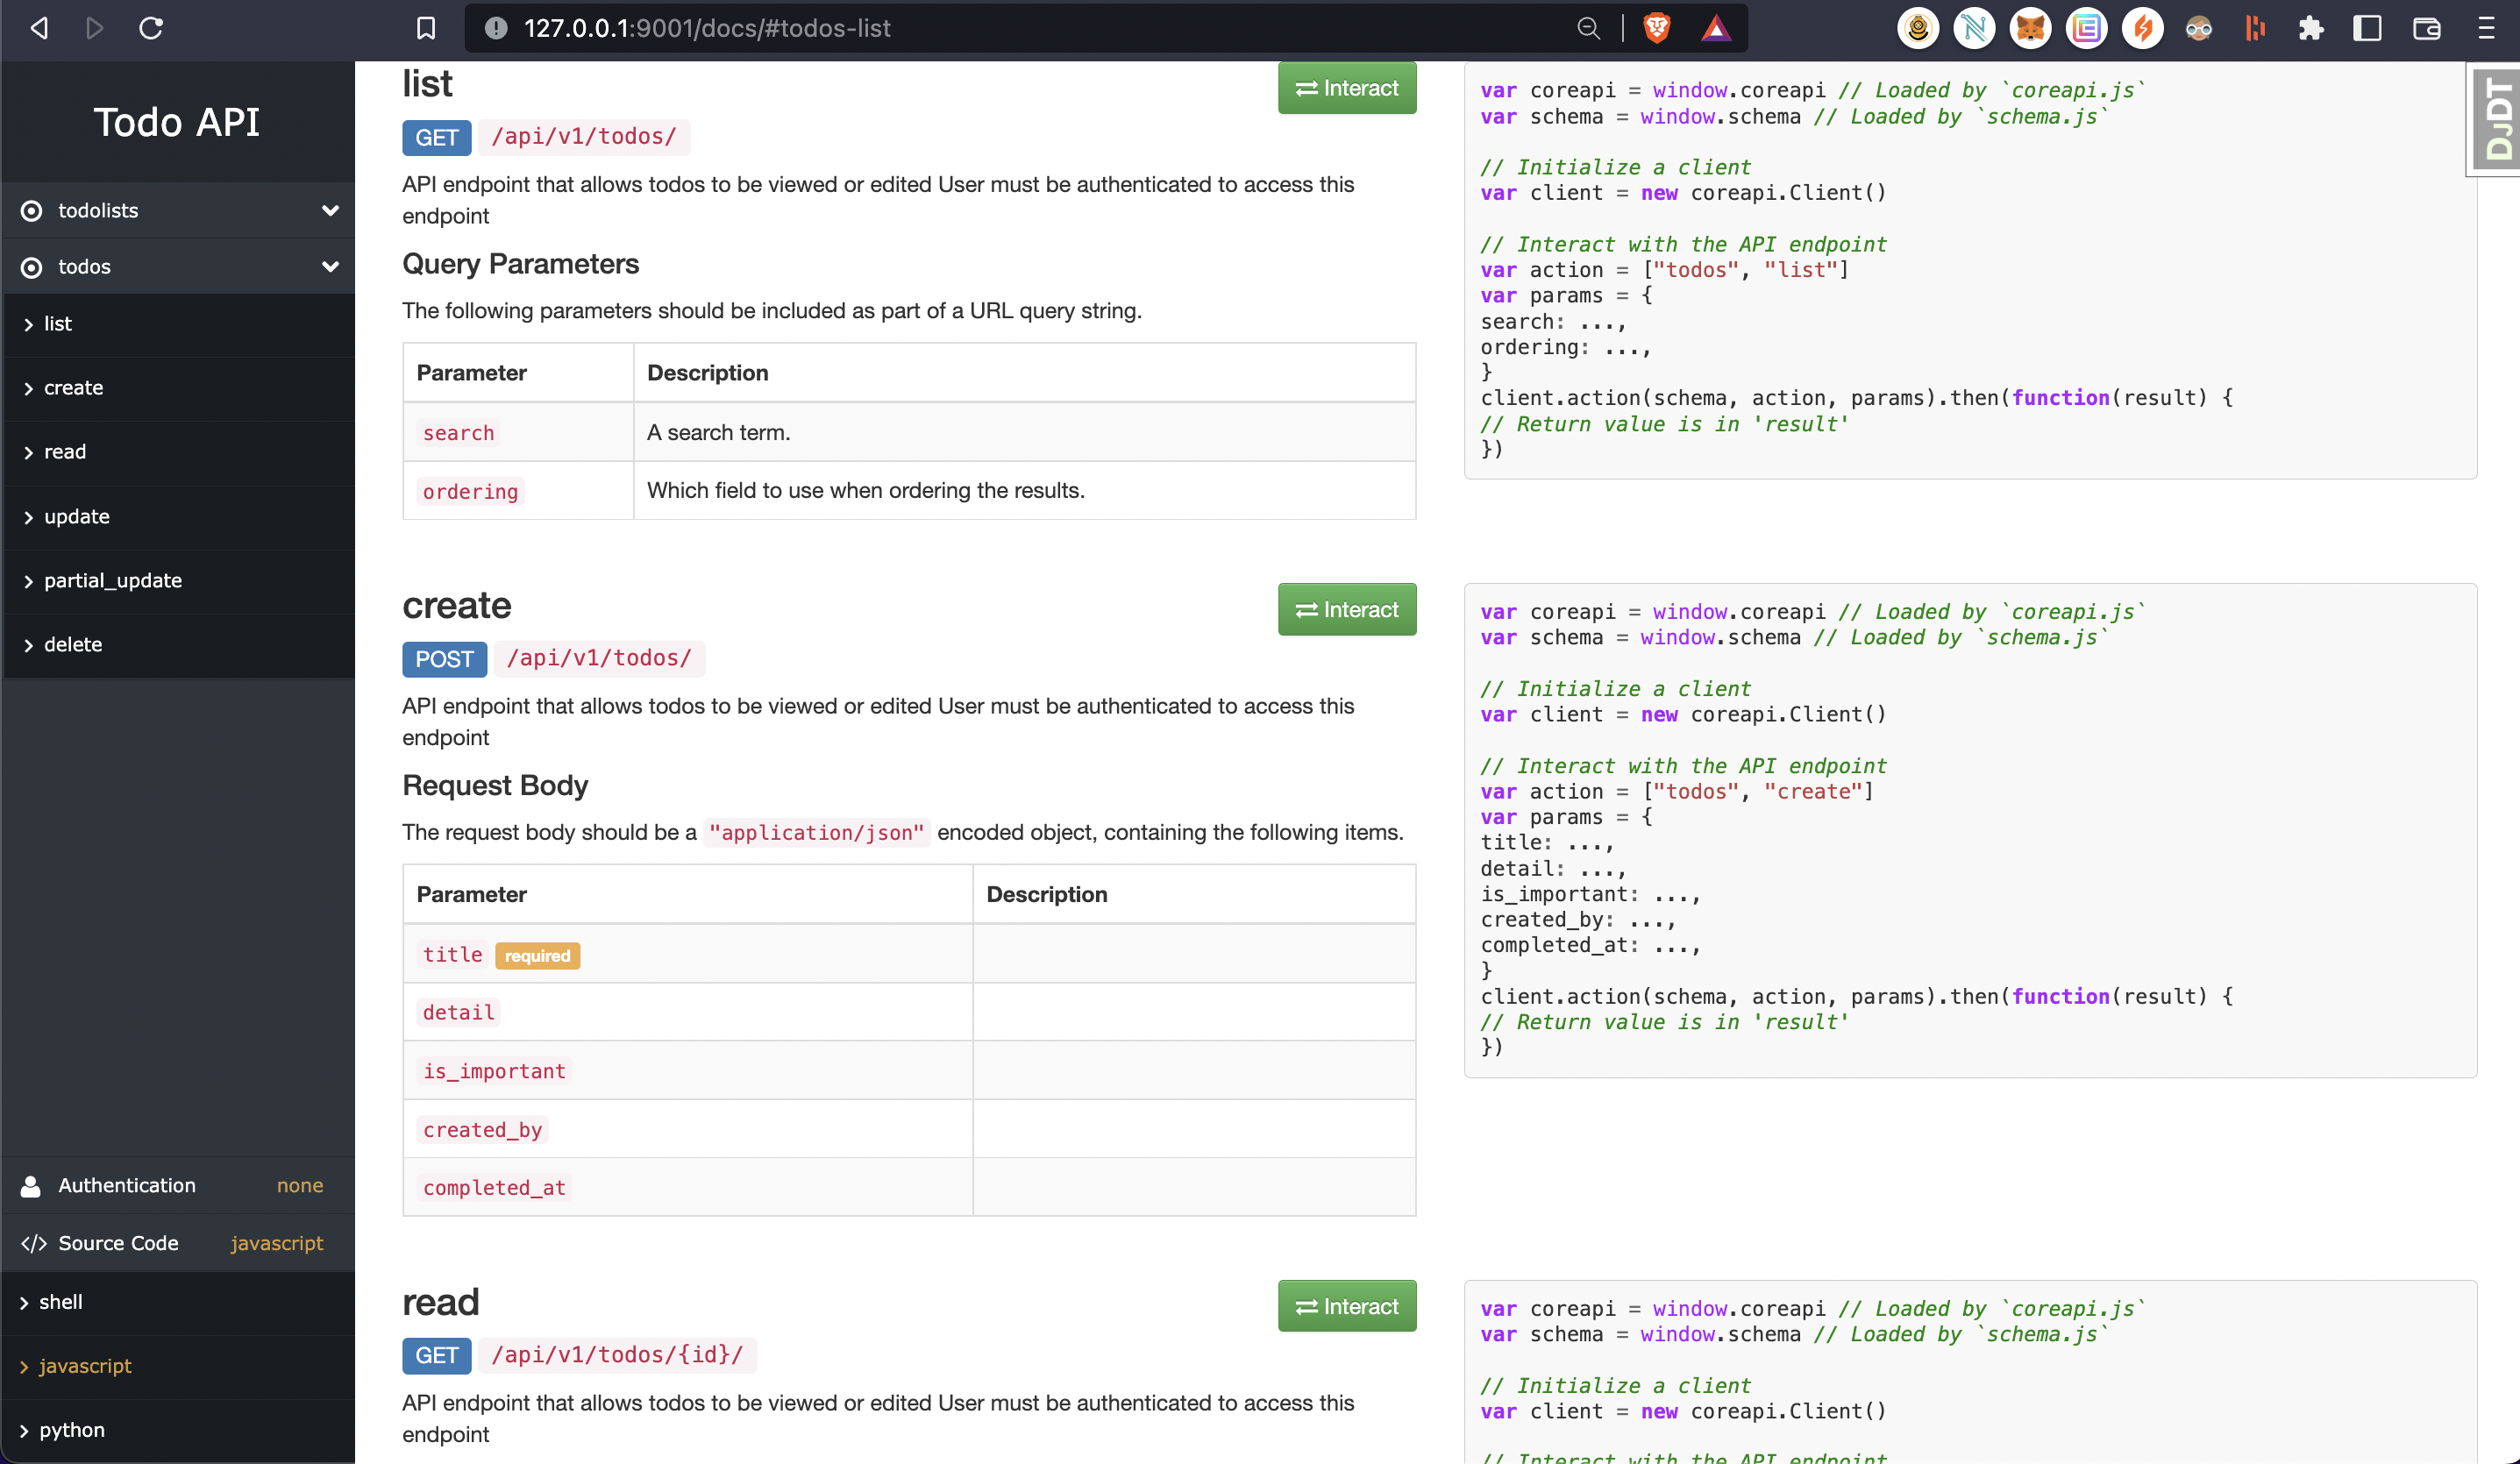 127.0.0.1:9001/docs/#todos-list
Todo API
todolists
todos
list
create
read
update
partial_update
delete
Authentication none
Source Code javascript
shell
javascript
python
list
Interact
GET /api/v1/todos/
API endpoint that allows todos to be viewed or edited User must be authenticated to access this
endpoint
Query Parameters
The following parameters should be included as part of a URL query string.
Parameter Description
search A search term.
ordering Which field to use when ordering the results.
var coreapi = window.coreapi // Loaded by `coreapi.js`
var schema = window.schema // Loaded by `schema.js`
// Initialize a client
var client = new coreapi.Client()
// Interact with the API endpoint
var action = ["todos", "list"]
var params = {
search: ...,
ordering: ...,
}
client.action(schema, action, params).then(function(result) {
// Return value is in 'result'
})
DJDT
create
Interact
POST /api/v1/todos/
API endpoint that allows todos to be viewed or edited User must be authenticated to access this
endpoint
Request Body
The request body should be a "application/json" encoded object, containing the following items.
Parameter Description
title required
detail
is_important
created_by
completed_at
var coreapi = window.coreapi // Loaded by `coreapi.js`
var schema = window.schema // Loaded by `schema.js`
// Initialize a client
var client = new coreapi.Client()
// Interact with the API endpoint
var action = ["todos", "create"]
var params = {
title: ...,
detail: ...,
is_important: ...,
created_by: ...,
completed_at: ...,
}
client.action(schema, action, params).then(function(result) {
// Return value is in 'result'
})
read
Interact
GET /api/v1/todos/{id}/
API endpoint that allows todos to be viewed or edited User must be authenticated to access this
endpoint
var coreapi = window.coreapi // Loaded by `coreapi.js`
var schema = window.schema // Loaded by `schema.js`
// Initialize a client
var client = new coreapi.Client()
// Interact with the API endpoint